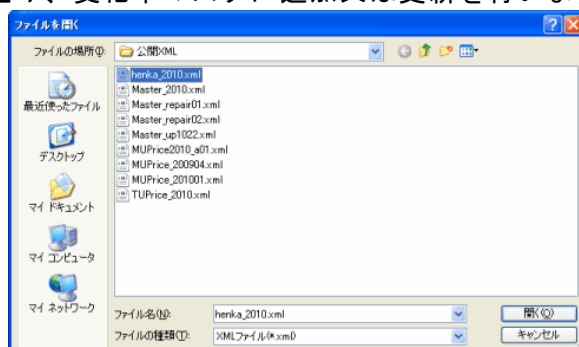 ファイルを開く
ファイルの場所(I):
公開XML
最近使ったファイル
デスクトップ
マイ ドキュメント
マイ コンピュータ
マイ ネットワーク
henka_2010.xml
Master_2010.xml
Master_repair01.xml
Master_repair02.xml
Master_up1022.xml
MUPrice2010_a01.xml
MUPrice_200904.xml
MUPrice_201001.xml
TUPrice_2010.xml
ファイル名(N):
henka_2010.xml
開く(O)
ファイルの種類(T):
XMLファイル(*.xml)
キャンセル